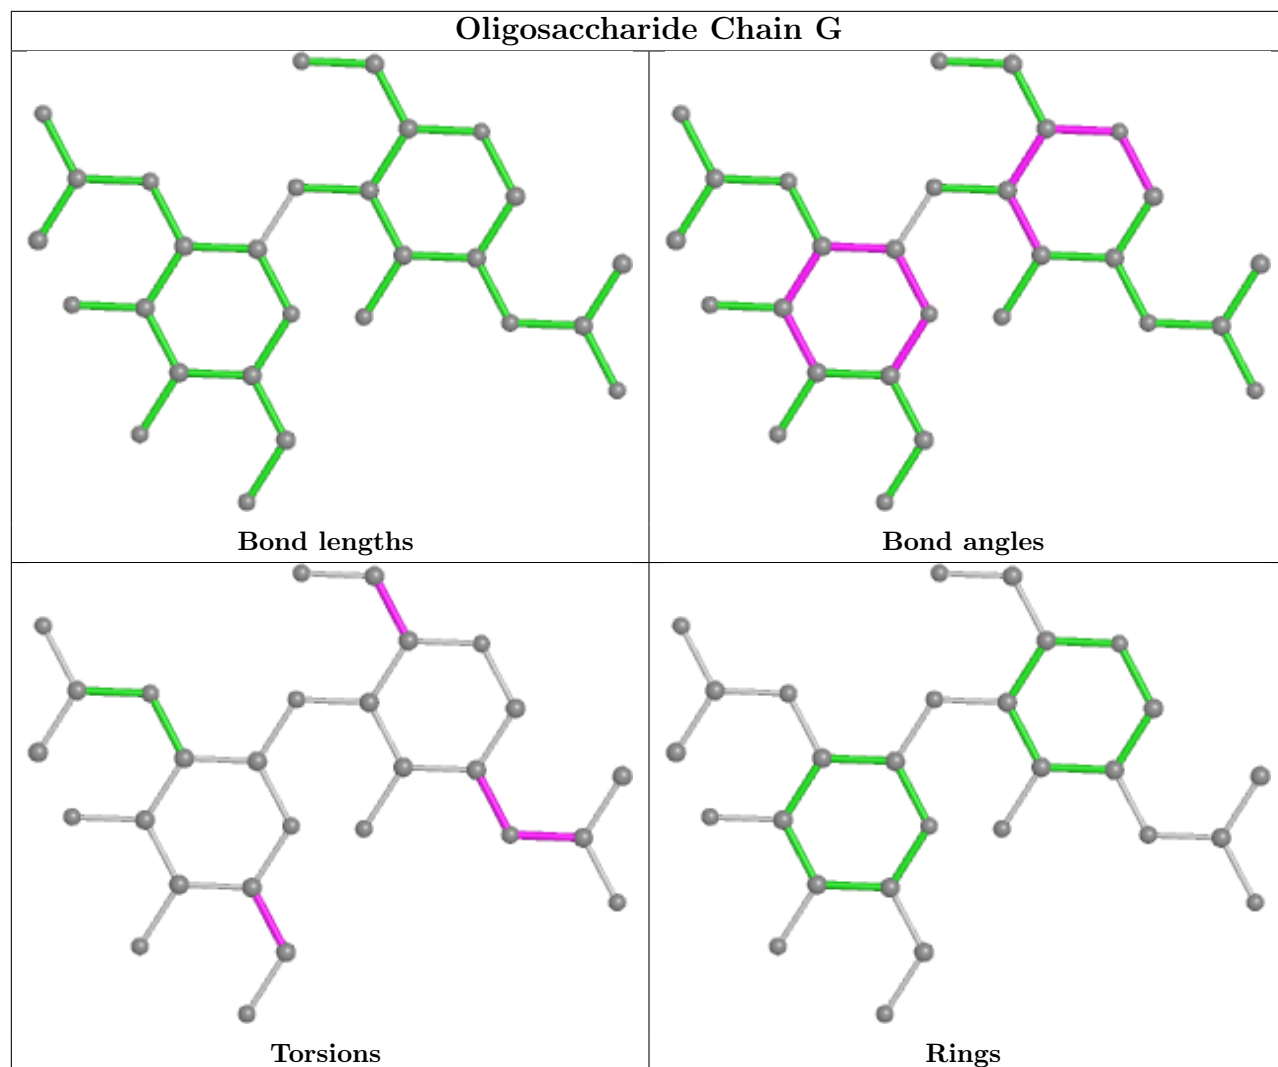 Oligosaccharide Chain G
Bond lengths
Bond angles
Torsions
Rings